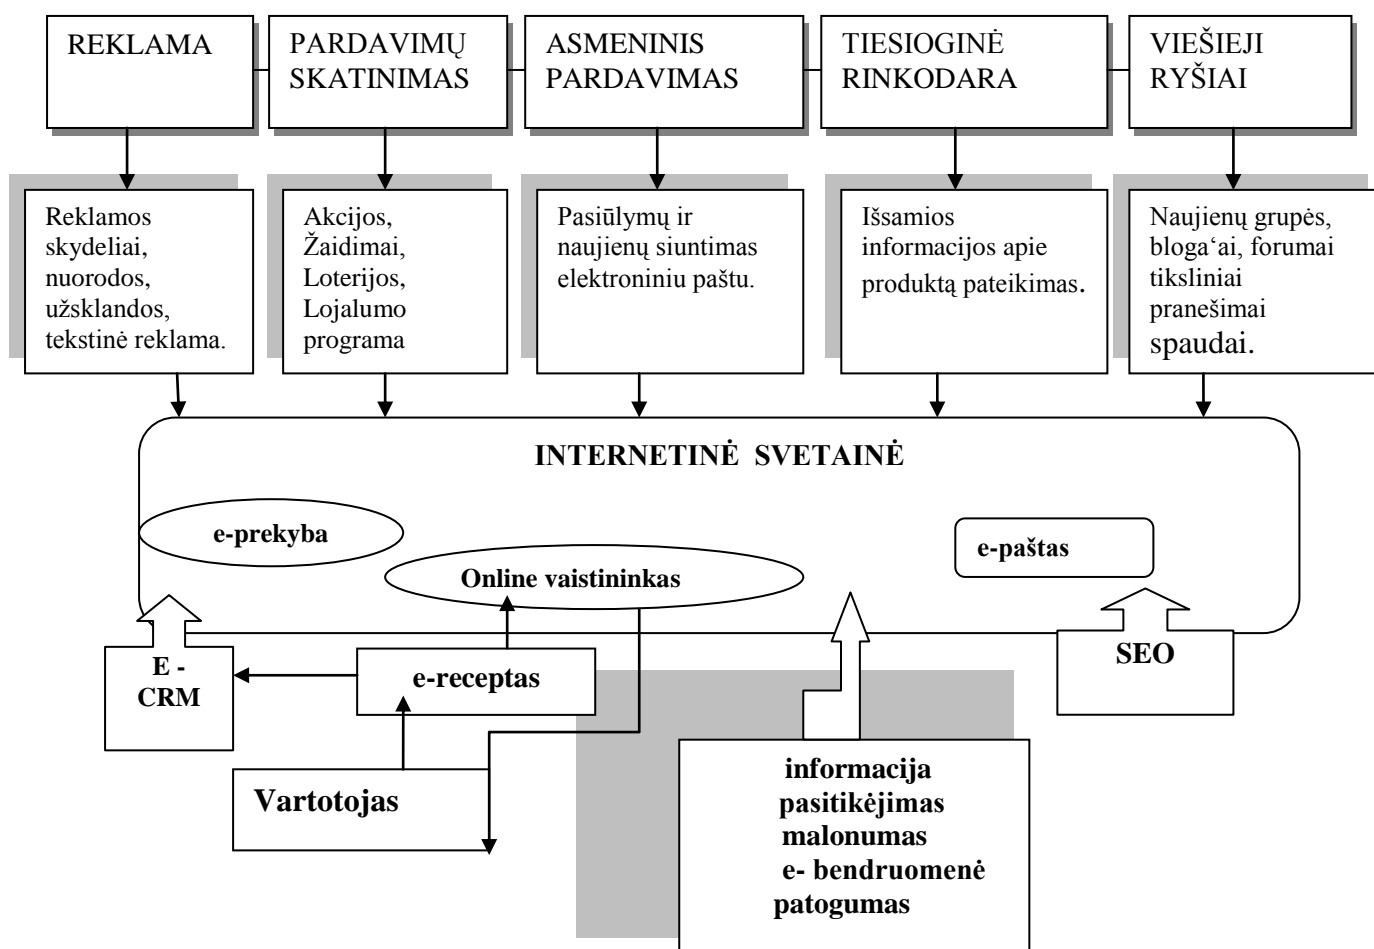 REKLAMA
PARDAVIMŲ
SKATINIMAS
ASMENINIS
PARDAVIMAS
TIESIOGINĖ
RINKODARA
VIEŠIEJI
RYŠIAI
Reklamos
skydeliai,
nuorodos,
užsklandos,
tekstinė reklama.
Akcijos,
Žaidimai,
Loterijos,
Lojalumo
programa
Pasiūlymų ir
naujienų siuntimas
elektroniniu paštu.
Išsamios
informacijos apie
produktą pateikimas.
Naujienų grupės,
bloga‘ai, forumai
tiksliniai
pranešimai
spaudai.
INTERNETINĖ SVETAINĖ
e-prekyba
Online vaistininkas
e-paštas
E -
CRM
e-receptas
SEO
Vartotojas
informacija
pasitikėjimas
malonumas
e- bendruomenė
patogumas